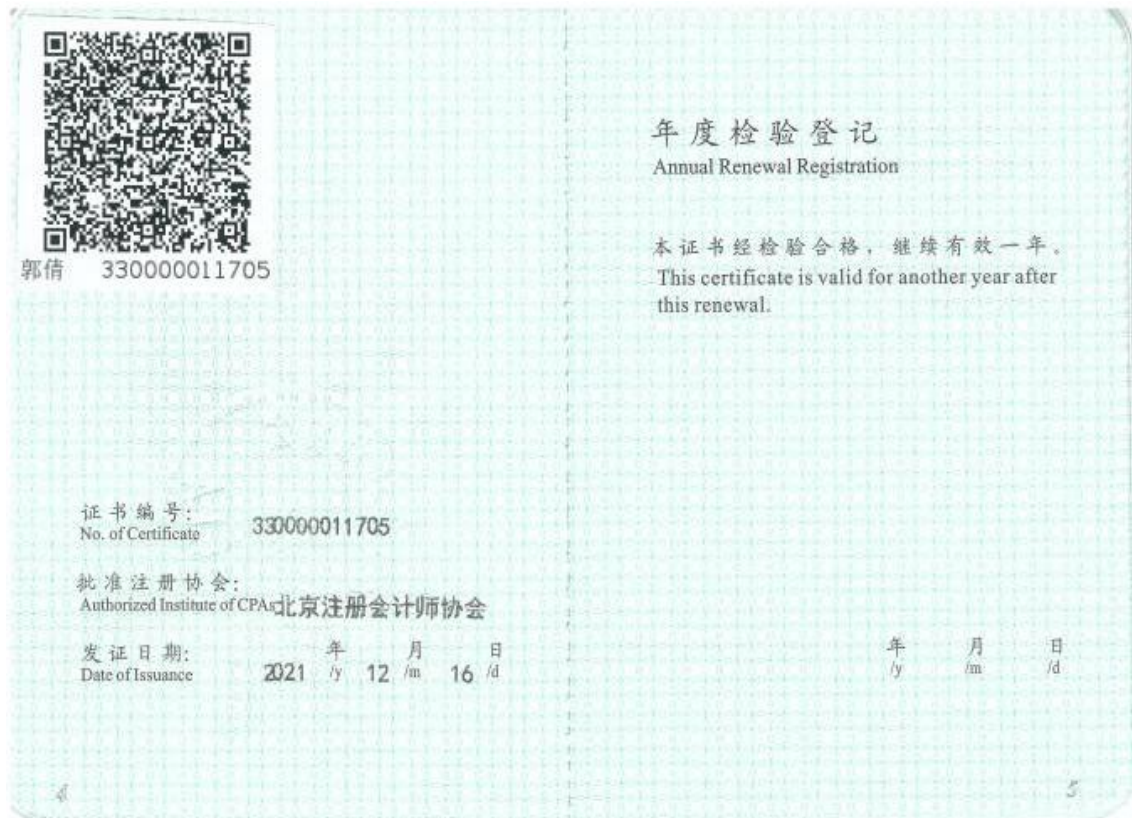 郭倩 330000011705
证书编号: 330000011705
No. of Certificate
批准注册协会:
Authorized Institute of CPAs 北京注册会计师协会
发证日期: 年 月 日
Date of Issuance 2021 /y 12 /m 16 /d
4
年度检验登记
Annual Renewal Registration
本证书经检验合格，继续有效一年。
This certificate is valid for another year after
this renewal.
年 月 日
/y /m /d
5